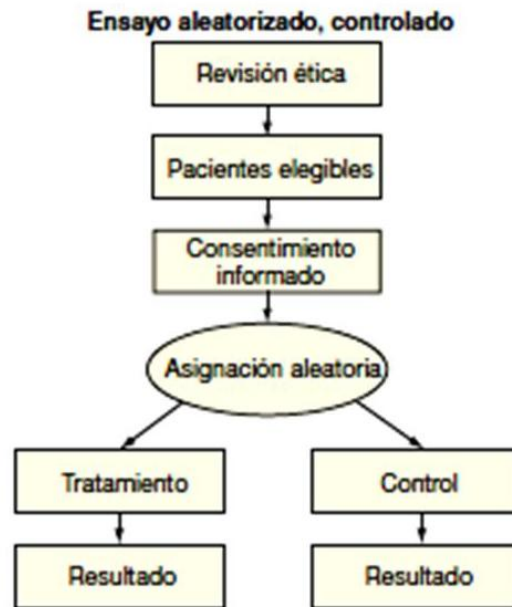 Ensayo aleatorizado, controlado
Revisión ética
Pacientes elegibles
Consentimiento
informado
Asignación aleatoria
Tratamiento
Control
Resultado
Resultado